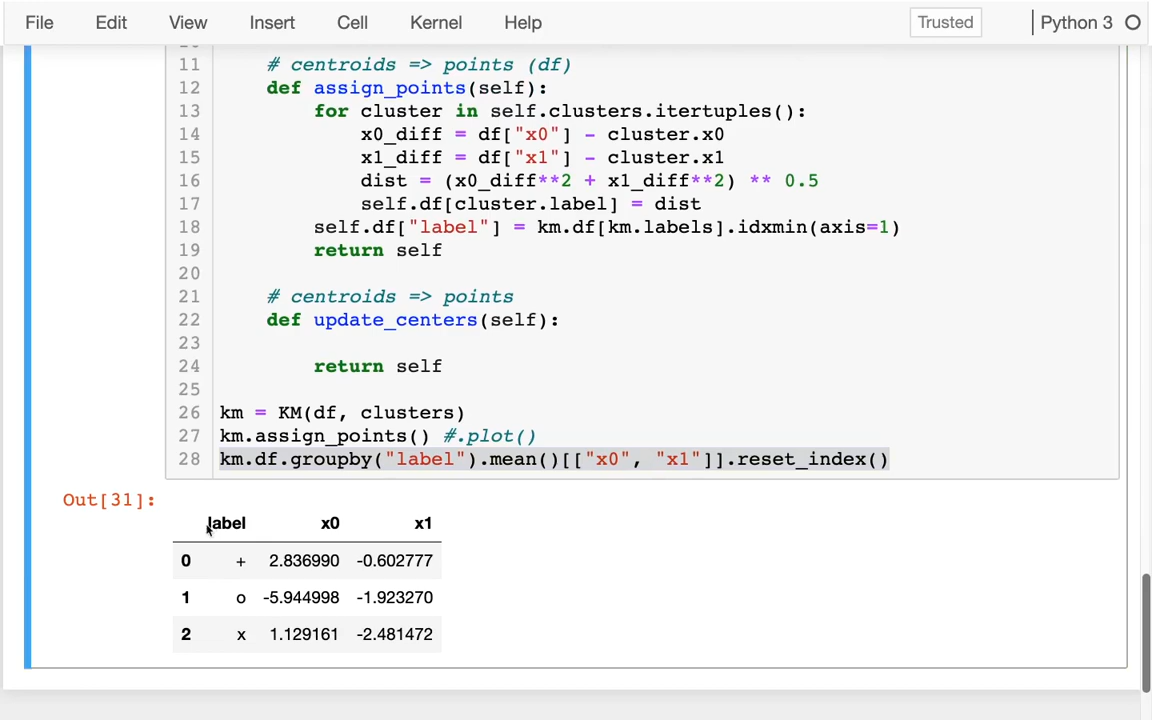 File Edit View Insert Cell Kernel Help Trusted Python 3
11 # centroids => points (df)
12 def assign_points(self):
13 for cluster in self.clusters.itertuples():
14 x0_diff = df["x0"] - cluster.x0
15 x1_diff = df["x1"] - cluster.x1
16 dist = (x0_diff**2 + x1_diff**2) ** 0.5
17 self.df[cluster.label] = dist
18 self.df["label"] = km.df[km.labels].idxmin(axis=1)
19 return self
20
21 # centroids => points
22 def update_centers(self):
23
24 return self
25
26 km = KM(df, clusters)
27 km.assign_points() #.plot()
28 km.df.groupby("label").mean()[["x0", "x1"]].reset_index()
Out[31]:
label x0 x1
0 + 2.836990 -0.602777
1 o -5.944998 -1.923270
2 x 1.129161 -2.481472